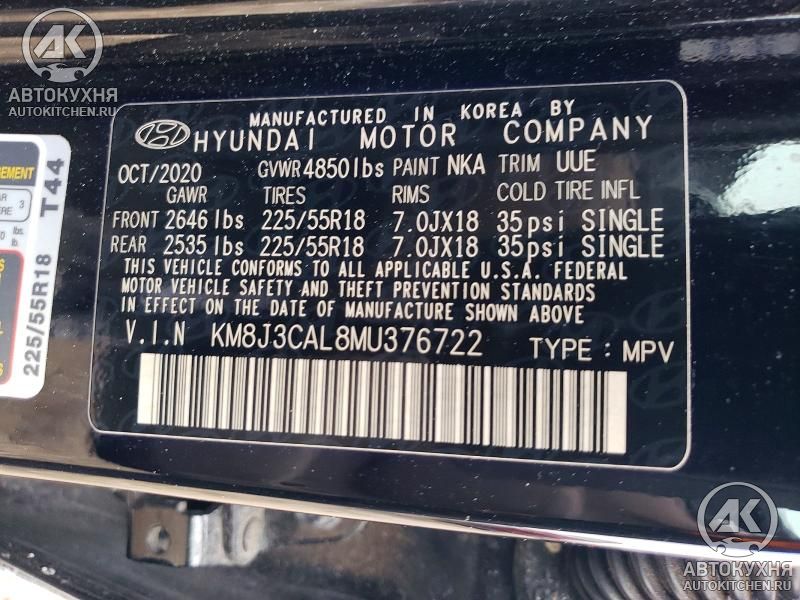 AK
АВТОКУХНЯ
AUTOKITCHEN.RU
MANUFACTURED IN KOREA BY
HYUNDAI MOTOR COMPANY
OCT/2020 GVWR 4850lbs PAINT NKA TRIM UUE
GAWR TIRES RIMS COLD TIRE INFL
FRONT 2646 lbs 225/55R18 7.0JX18 35psi SINGLE
REAR 2535 lbs 225/55R18 7.0JX18 35psi SINGLE
THIS VEHICLE CONFORMS TO ALL APPLICABLE U.S.A. FEDERAL
MOTOR VEHICLE SAFETY AND THEFT PREVENTION STANDARDS
IN EFFECT ON THE DATE OF MANUFACTURE SHOWN ABOVE
V.I.N KM8J3CAL8MU376722 TYPE : MPV
225/55R18 T44
3
AK
АВТОКУХНЯ
AUTOKITCHEN.RU